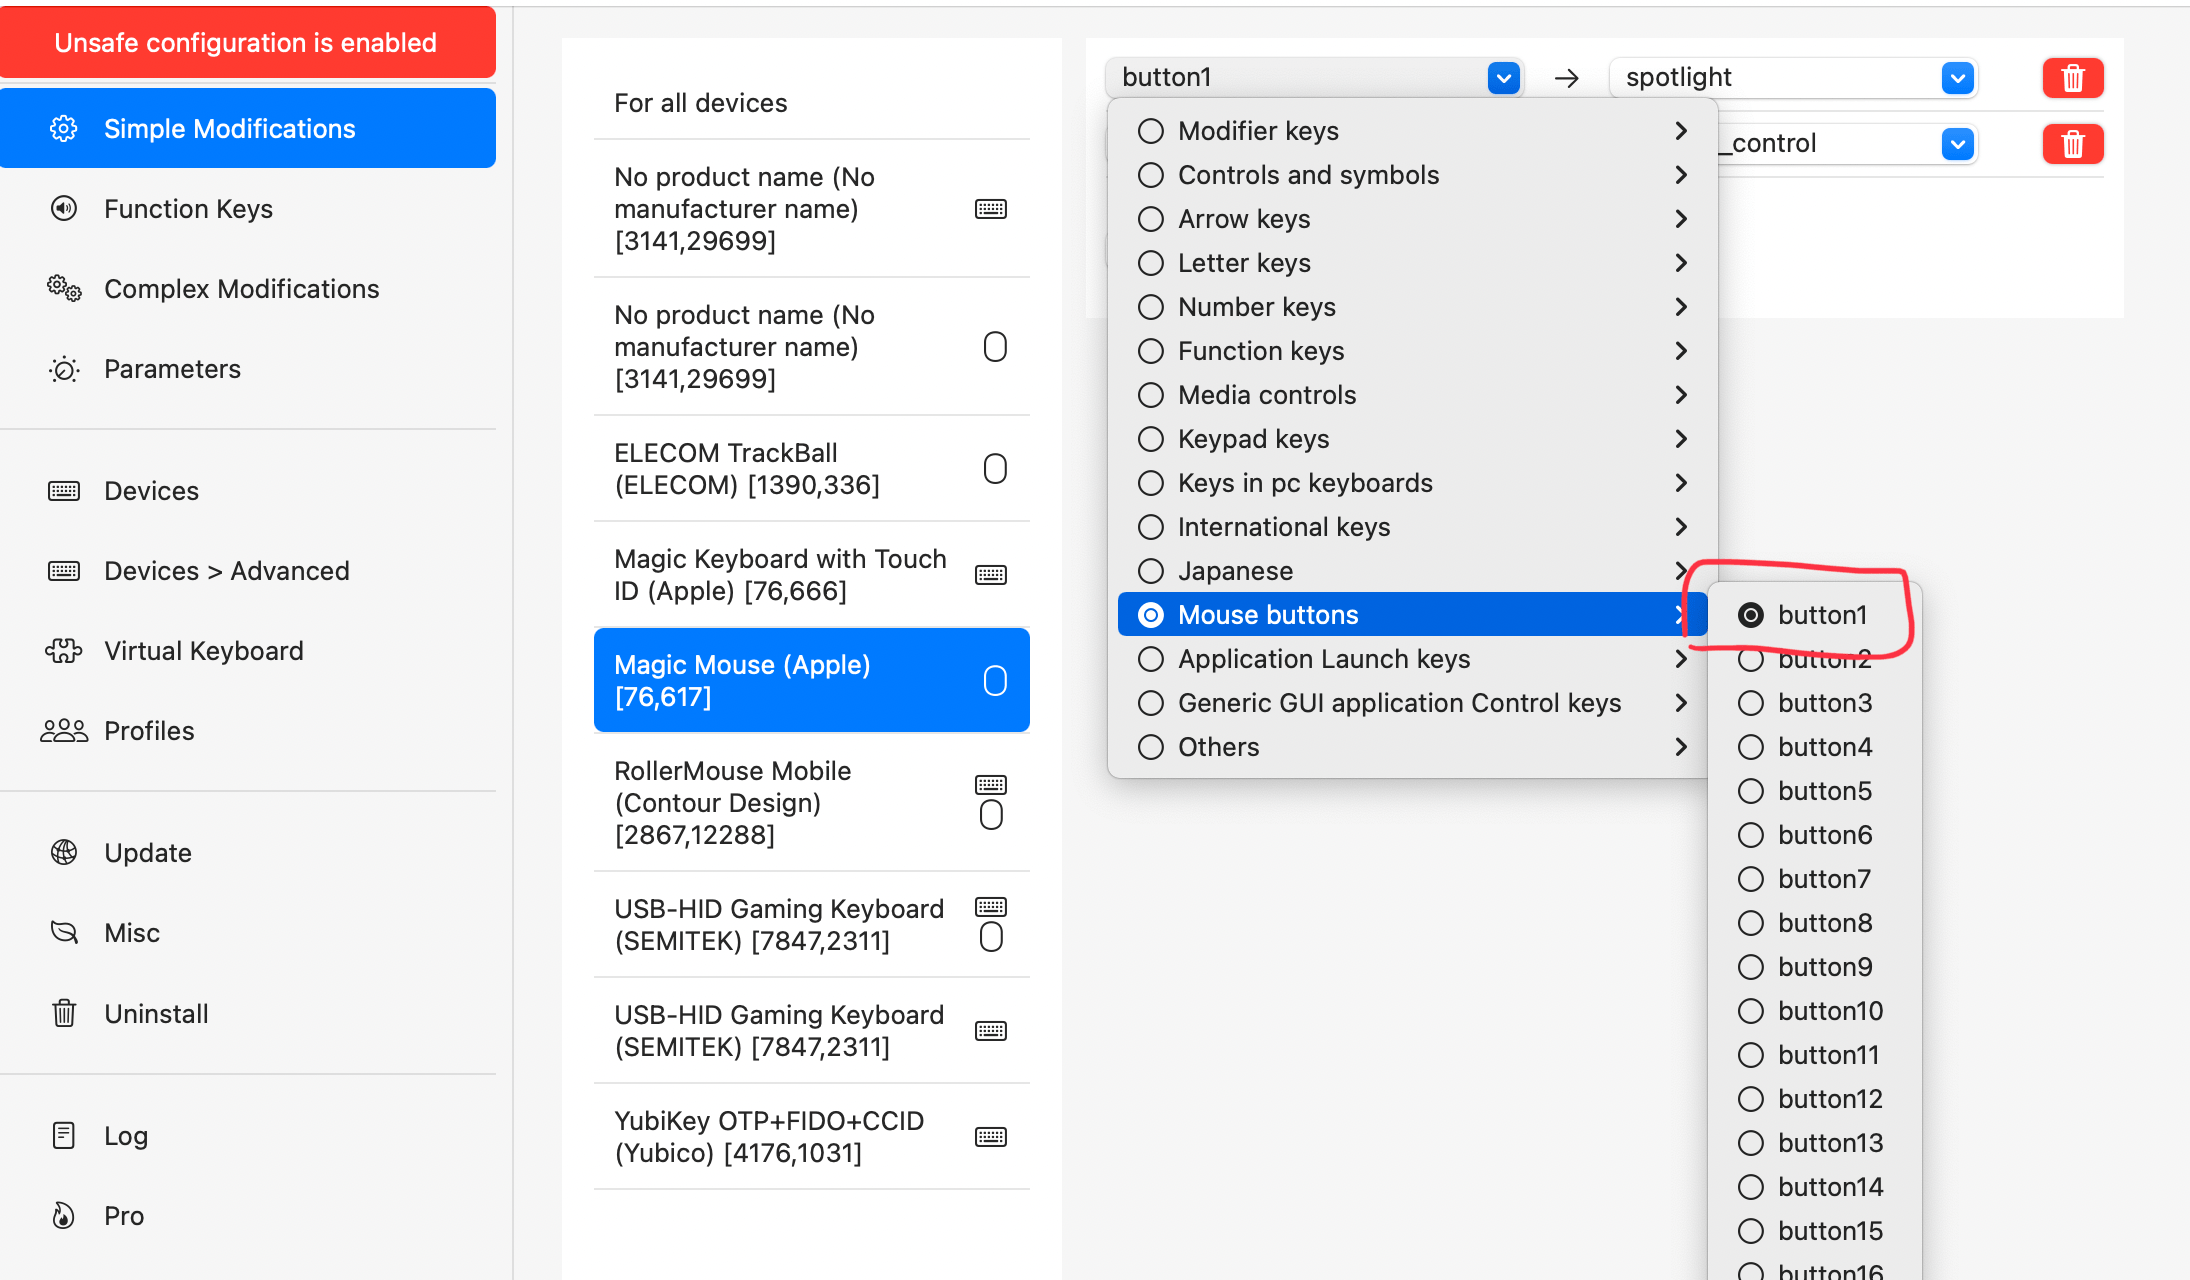 Unsafe configuration is enabled
Simple Modifications
Function Keys
Complex Modifications
Parameters
Devices
Devices > Advanced
Virtual Keyboard
Profiles
Update
Misc
Uninstall
Log
Pro
For all devices
No product name (No
manufacturer name)
[3141,29699]
No product name (No
manufacturer name)
[3141,29699]
ELECOM TrackBall
(ELECOM) [1390,336]
Magic Keyboard with Touch
ID (Apple) [76,666]
Magic Mouse (Apple)
[76,617]
RollerMouse Mobile
(Contour Design)
[2867,12288]
USB-HID Gaming Keyboard
(SEMITEK) [7847,2311]
USB-HID Gaming Keyboard
(SEMITEK) [7847,2311]
YubiKey OTP+FIDO+CCID
(Yubico) [4176,1031]
button1 → spotlight
_control
Modifier keys
Controls and symbols
Arrow keys
Letter keys
Number keys
Function keys
Media controls
Keypad keys
Keys in pc keyboards
International keys
Japanese
Mouse buttons
Application Launch keys
Generic GUI application Control keys
Others
button1
button2
button3
button4
button5
button6
button7
button8
button9
button10
button11
button12
button13
button14
button15
button16